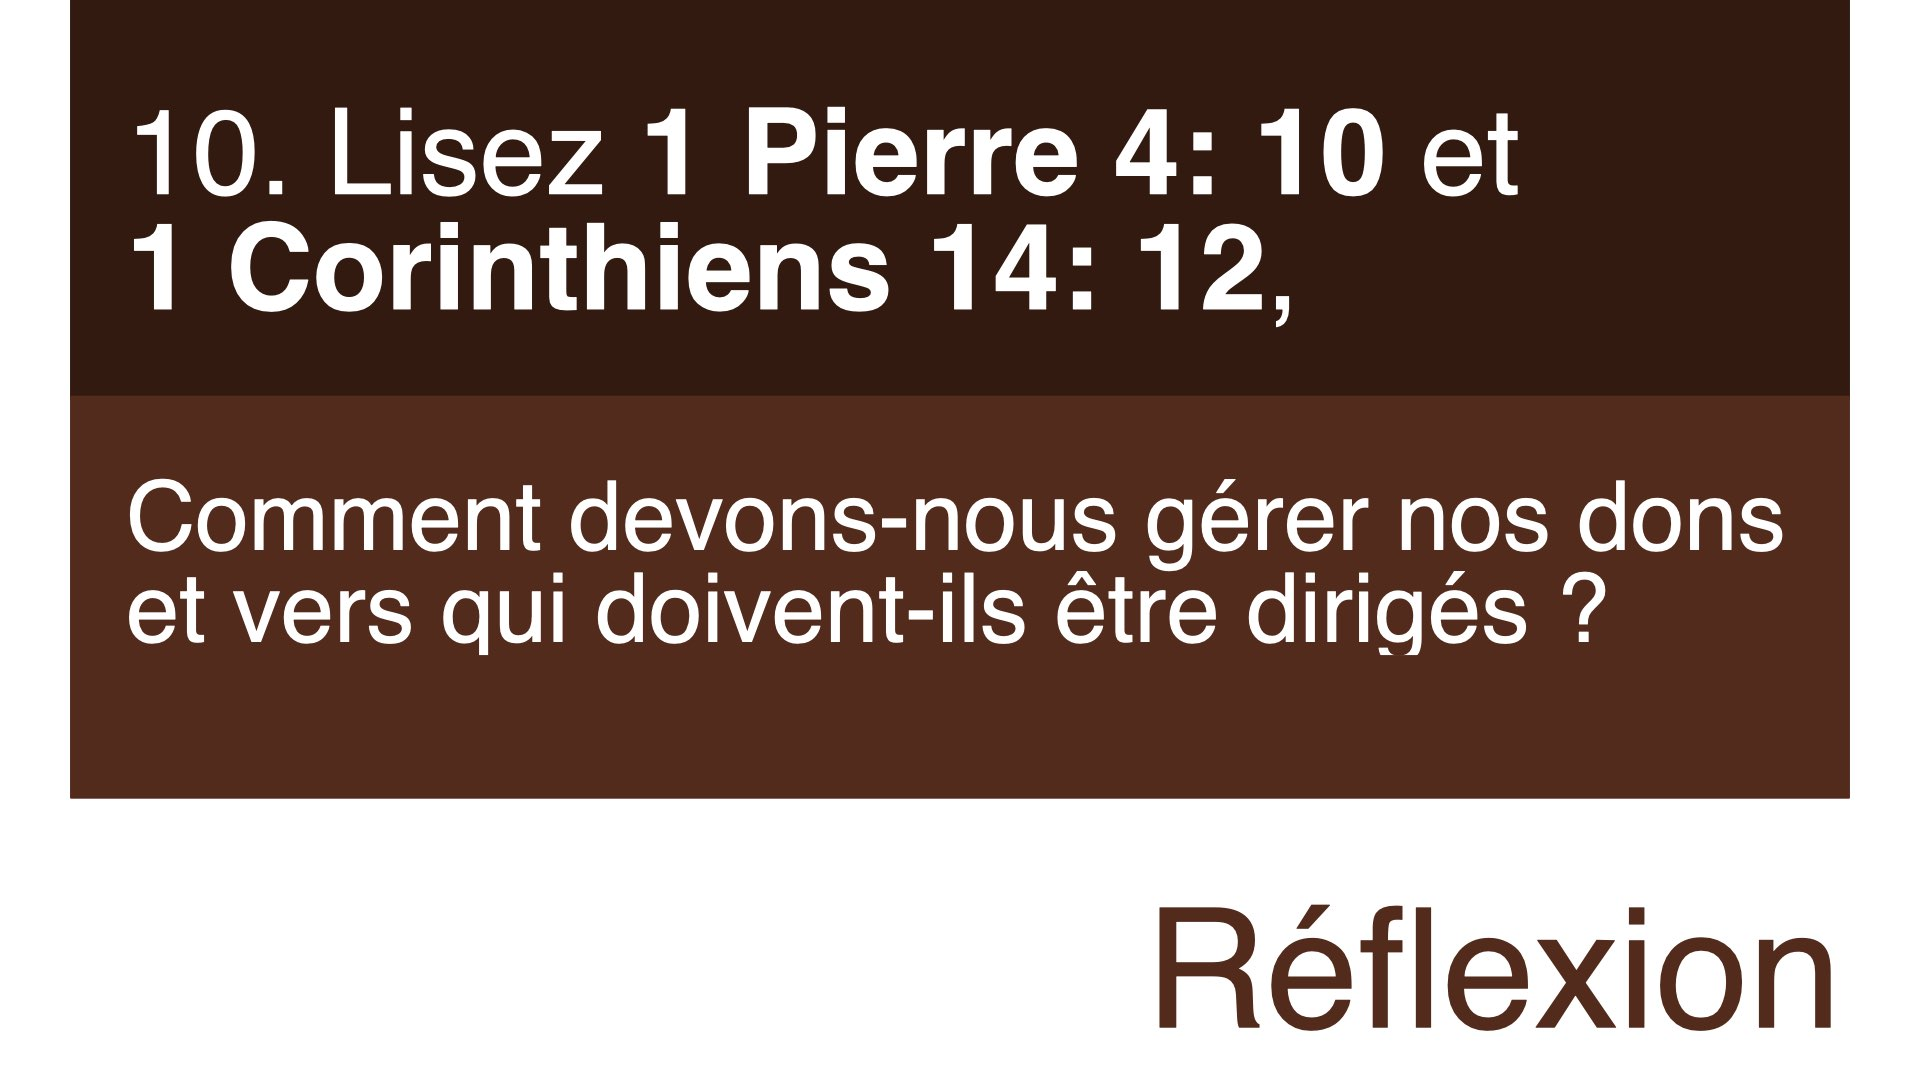 10. Lisez 1 Pierre 4: 10 et
1 Corinthiens 14: 12,
Comment devons-nous gérer nos dons
et vers qui doivent-ils être dirigés ?
Réflexion